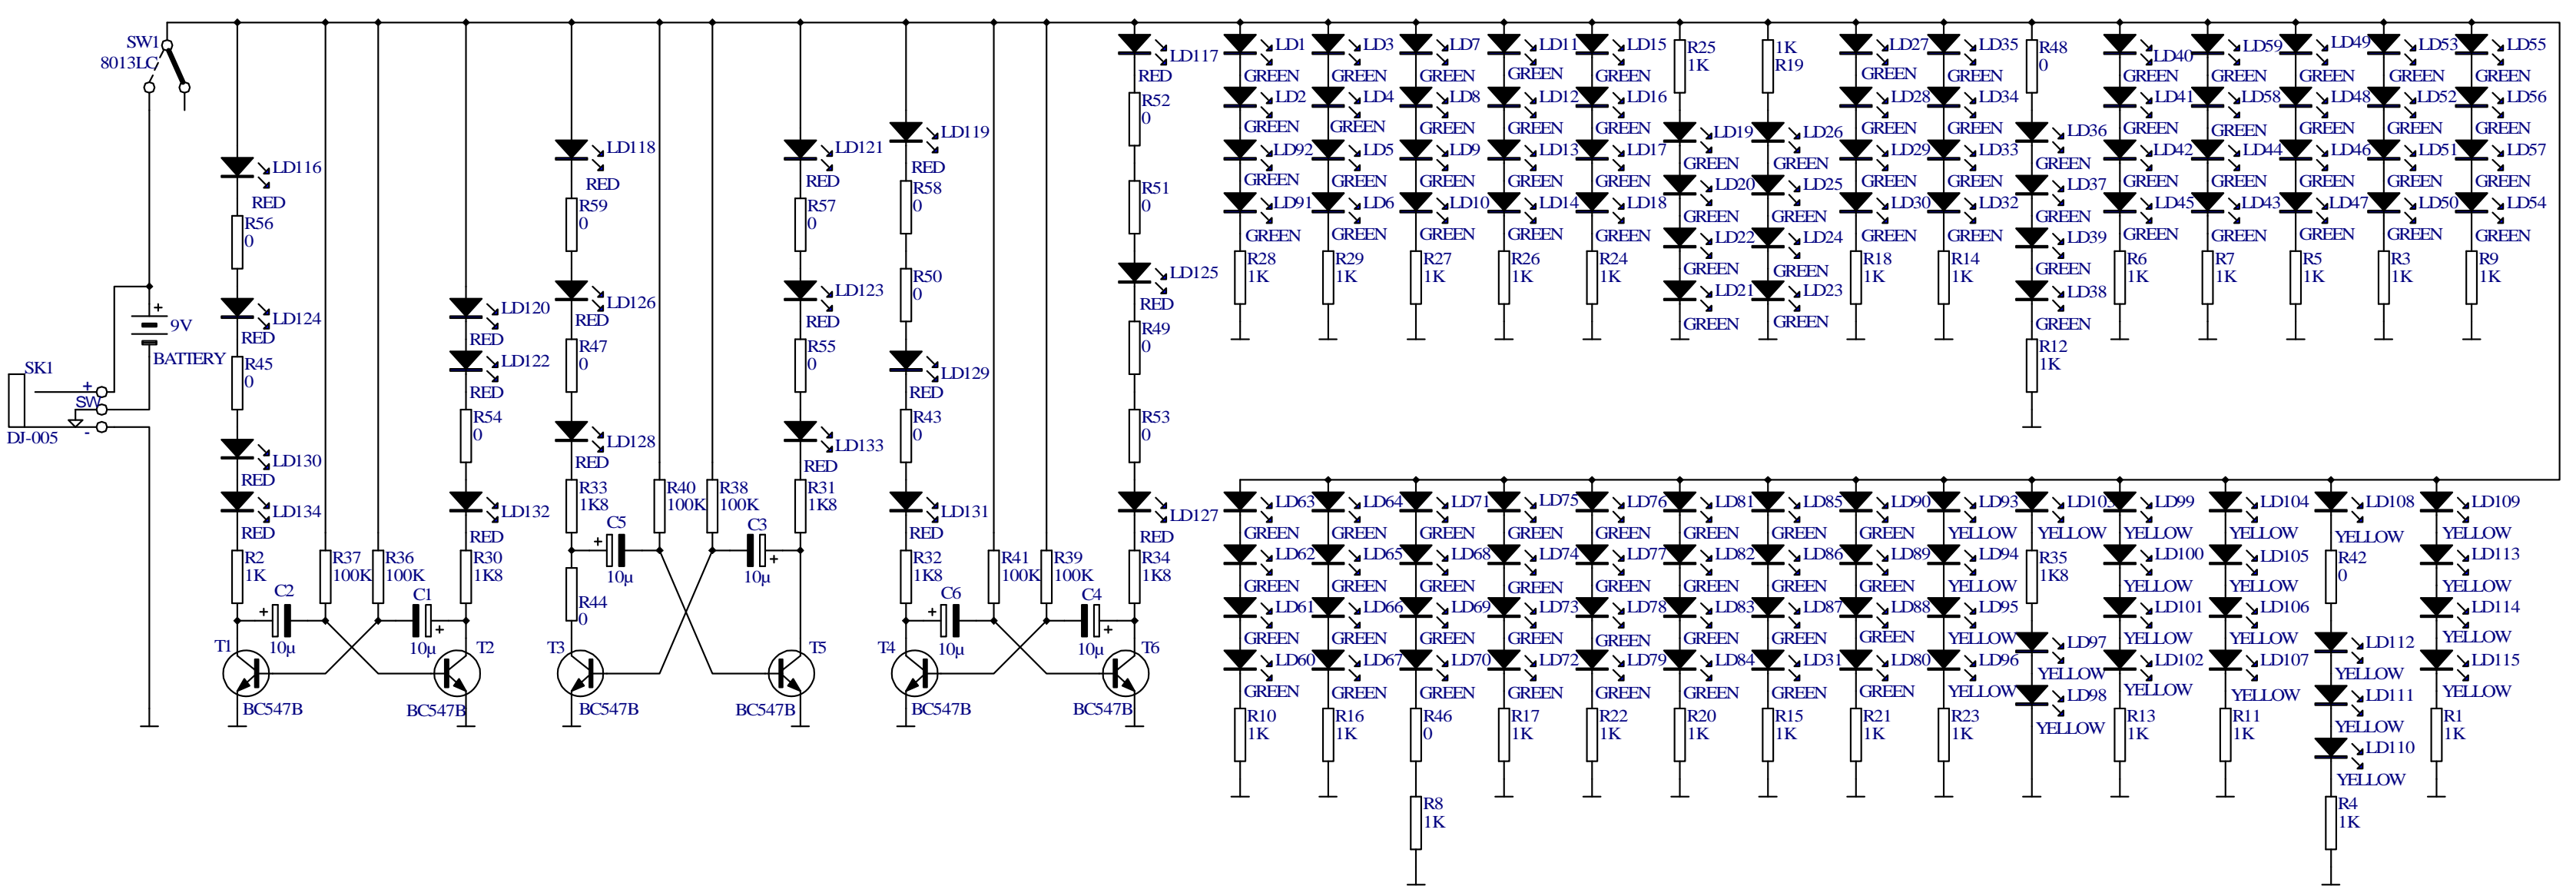 SW1
8013LC
+
9V
BATTERY
SK1
+
SW
-
DJ-005
LD116
RED
R56
0
LD124
RED
R45
0
LD130
RED
LD134
RED
R2
1K
C2
+
10µ
T1
BC547B
R37
100K
R36
100K
LD120
RED
LD122
RED
R54
0
LD132
RED
R30
1K8
C1
+
10µ
T2
BC547B
LD118
RED
R59
0
LD126
RED
R47
0
LD128
RED
R33
1K8
C5
+
10µ
R44
0
T3
BC547B
R40
100K
R38
100K
LD121
RED
R57
0
LD123
RED
R55
0
LD133
RED
R31
1K8
C3
+
10µ
T5
BC547B
LD119
RED
R58
0
R50
0
LD129
RED
R43
0
LD131
RED
R32
1K8
C6
+
10µ
T4
BC547B
R41
100K
R39
100K
LD117
RED
R52
0
R51
0
LD125
RED
R49
0
R53
0
LD127
RED
R34
1K8
C4
+
10µ
T6
BC547B
LD1
GREEN
LD2
GREEN
LD92
GREEN
LD91
GREEN
R28
1K
LD3
GREEN
LD4
GREEN
LD5
GREEN
LD6
GREEN
R29
1K
LD7
GREEN
LD8
GREEN
LD9
GREEN
LD10
GREEN
R27
1K
LD11
GREEN
LD12
GREEN
LD13
GREEN
LD14
GREEN
R26
1K
LD15
GREEN
LD16
GREEN
LD17
GREEN
LD18
GREEN
R24
1K
R25
1K
LD19
GREEN
LD20
GREEN
LD22
GREEN
LD21
GREEN
1K
R19
LD26
GREEN
LD25
GREEN
LD24
GREEN
LD23
GREEN
LD27
GREEN
LD28
GREEN
LD29
GREEN
LD30
GREEN
R18
1K
LD35
GREEN
LD34
GREEN
LD33
GREEN
LD32
GREEN
R14
1K
R48
0
LD36
GREEN
LD37
GREEN
LD39
GREEN
LD38
GREEN
R12
1K
LD40
GREEN
LD41
GREEN
LD42
GREEN
LD45
GREEN
R6
1K
LD59
GREEN
LD58
GREEN
LD44
GREEN
LD43
GREEN
R7
1K
LD49
GREEN
LD48
GREEN
LD46
GREEN
LD47
GREEN
R5
1K
LD53
GREEN
LD52
GREEN
LD51
GREEN
LD50
GREEN
R3
1K
LD55
GREEN
LD56
GREEN
LD57
GREEN
LD54
GREEN
R9
1K
LD63
GREEN
LD62
GREEN
LD61
GREEN
LD60
GREEN
R10
1K
LD64
GREEN
LD65
GREEN
LD66
GREEN
LD67
GREEN
R16
1K
LD71
GREEN
LD68
GREEN
LD69
GREEN
LD70
GREEN
R46
0
R8
1K
LD75
GREEN
LD74
GREEN
LD73
GREEN
LD72
GREEN
R17
1K
LD76
GREEN
LD77
GREEN
LD78
GREEN
LD79
GREEN
R22
1K
LD81
GREEN
LD82
GREEN
LD83
GREEN
LD84
GREEN
R20
1K
LD85
GREEN
LD86
GREEN
LD87
GREEN
LD31
GREEN
R15
1K
LD90
GREEN
LD89
GREEN
LD88
GREEN
LD80
GREEN
R21
1K
LD93
YELLOW
LD94
YELLOW
LD95
YELLOW
LD96
YELLOW
R23
1K
LD103
YELLOW
R35
1K8
LD97
YELLOW
LD98
YELLOW
LD99
YELLOW
LD100
YELLOW
LD101
YELLOW
LD102
YELLOW
R13
1K
LD104
YELLOW
LD105
YELLOW
LD106
YELLOW
LD107
YELLOW
R11
1K
LD108
YELLOW
R42
0
LD112
YELLOW
LD111
YELLOW
LD110
YELLOW
R4
1K
LD109
YELLOW
LD113
YELLOW
LD114
YELLOW
LD115
YELLOW
R1
1K